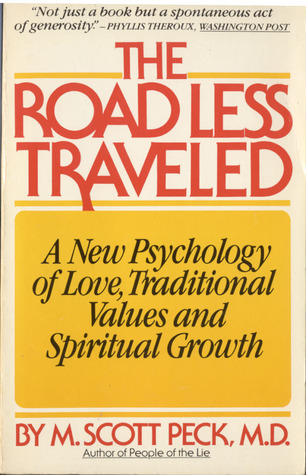 "Not just a book but a spontaneous act
of generosity."–PHYLLIS THEROUX, WASHINGTON POST
THE
ROAD LESS
TRAVELED
A New Psychology
of Love, Traditional
Values and
Spiritual Growth
BY M. SCOTT PECK, M.D.
Author of People of the Lie